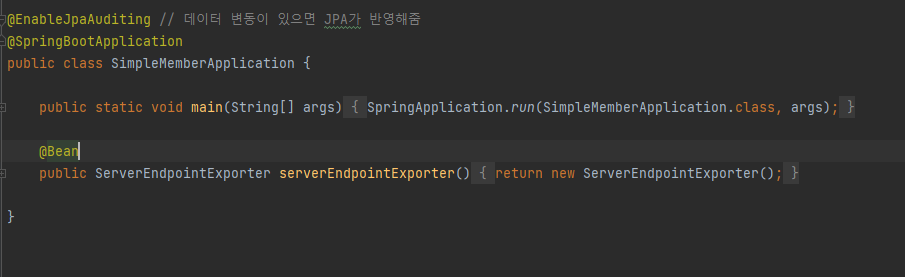 @EnableJpaAuditing // 데이터 변동이 있으면 JPA가 반영해줌
@SpringBootApplication
public class SimpleMemberApplication {
public static void main(String[] args) { SpringApplication.run(SimpleMemberApplication.class, args); }
@Bean
public ServerEndpointExporter serverEndpointExporter() { return new ServerEndpointExporter(); }
}